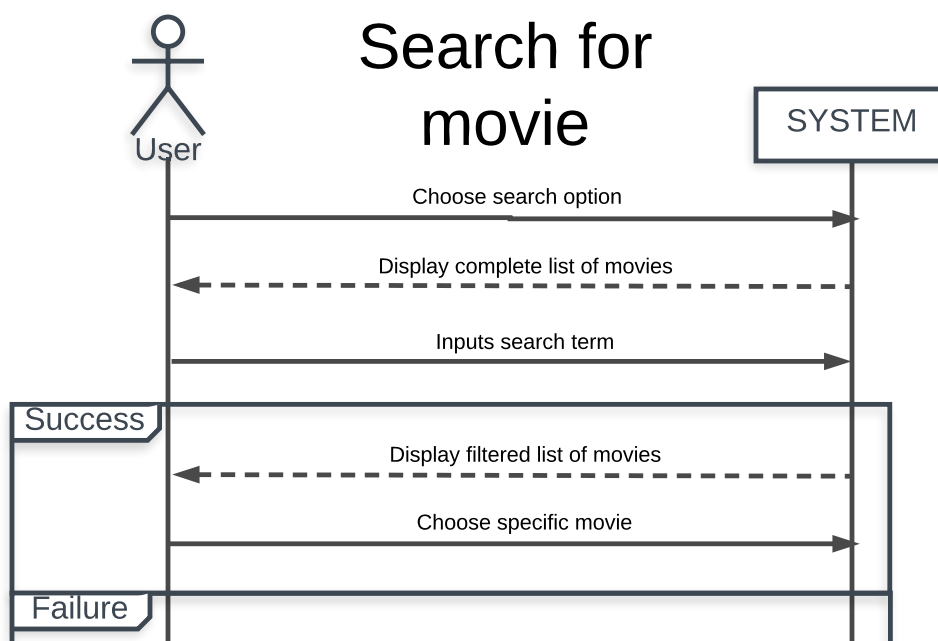 Search for
movie
SYSTEM
User
Choose search option
Display complete list of movies
Inputs search term
Success
Display filtered list of movies
Choose specific movie
Failure